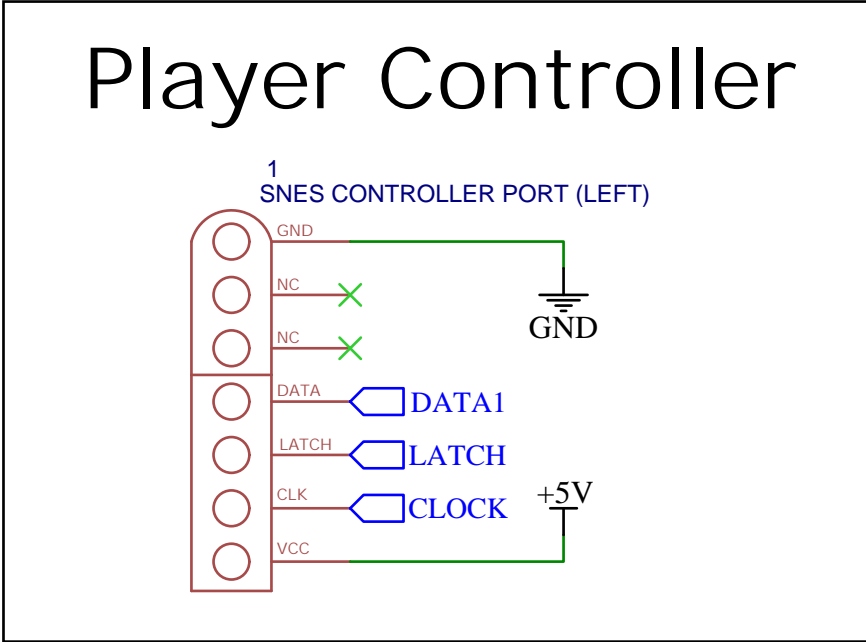 Player Controller
1
SNES CONTROLLER PORT (LEFT)
GND
NC
GND
NC
DATA
DATA1
LATCH
LATCH
CLK
CLOCK
+5V
VCC